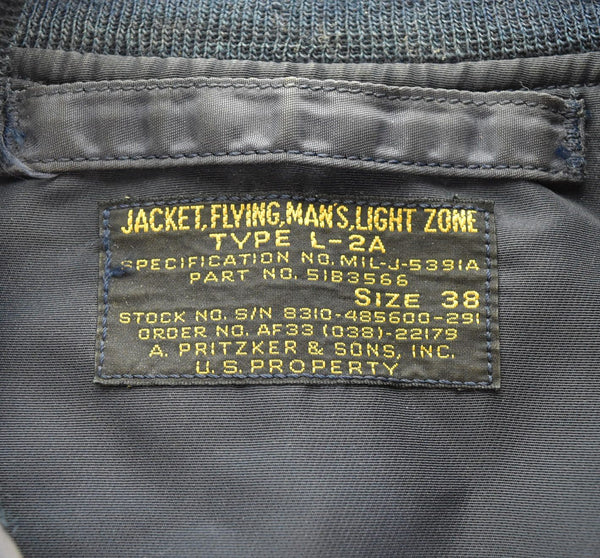 JACKET, FLYING, MAN'S, LIGHT ZONE
TYPE L-2A
SPECIFICATION NO. MIL-J-5391A
PART NO. 51B3566
SIZE 38
STOCK NO. S/N 8310-485600-291
ORDER NO. AF33 (038)-22179
A. PRITZKER & SONS, INC.
U.S. PROPERTY